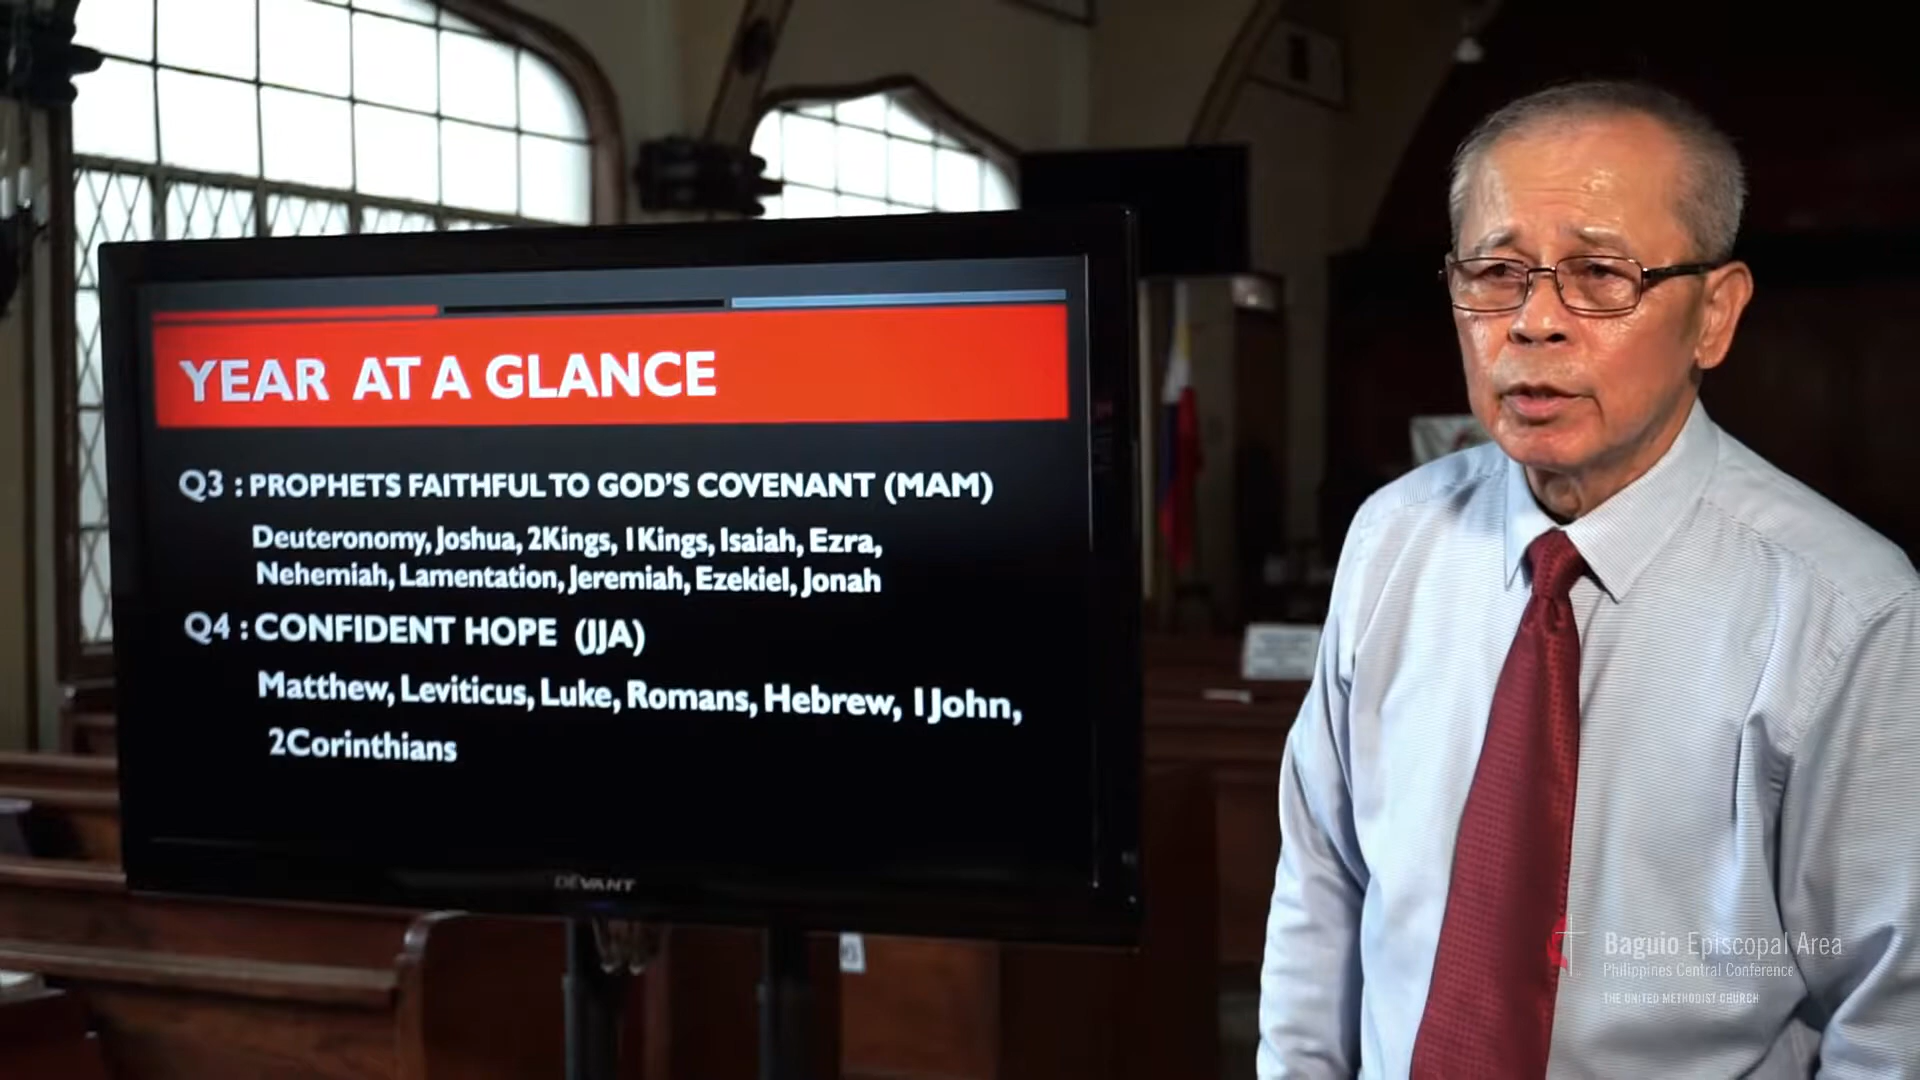 YEAR AT A GLANCE
Q3 : PROPHETS FAITHFUL TO GOD'S COVENANT (MAM)
Deuteronomy, Joshua, 2Kings, 1Kings, Isaiah, Ezra,
Nehemiah, Lamentation, Jeremiah, Ezekiel, Jonah
Q4 : CONFIDENT HOPE (JJA)
Matthew, Leviticus, Luke, Romans, Hebrew, 1John,
2Corinthians
DEVANT
Baguio Episcopal Area
Philippines Central Conference
THE UNITED METHODIST CHURCH